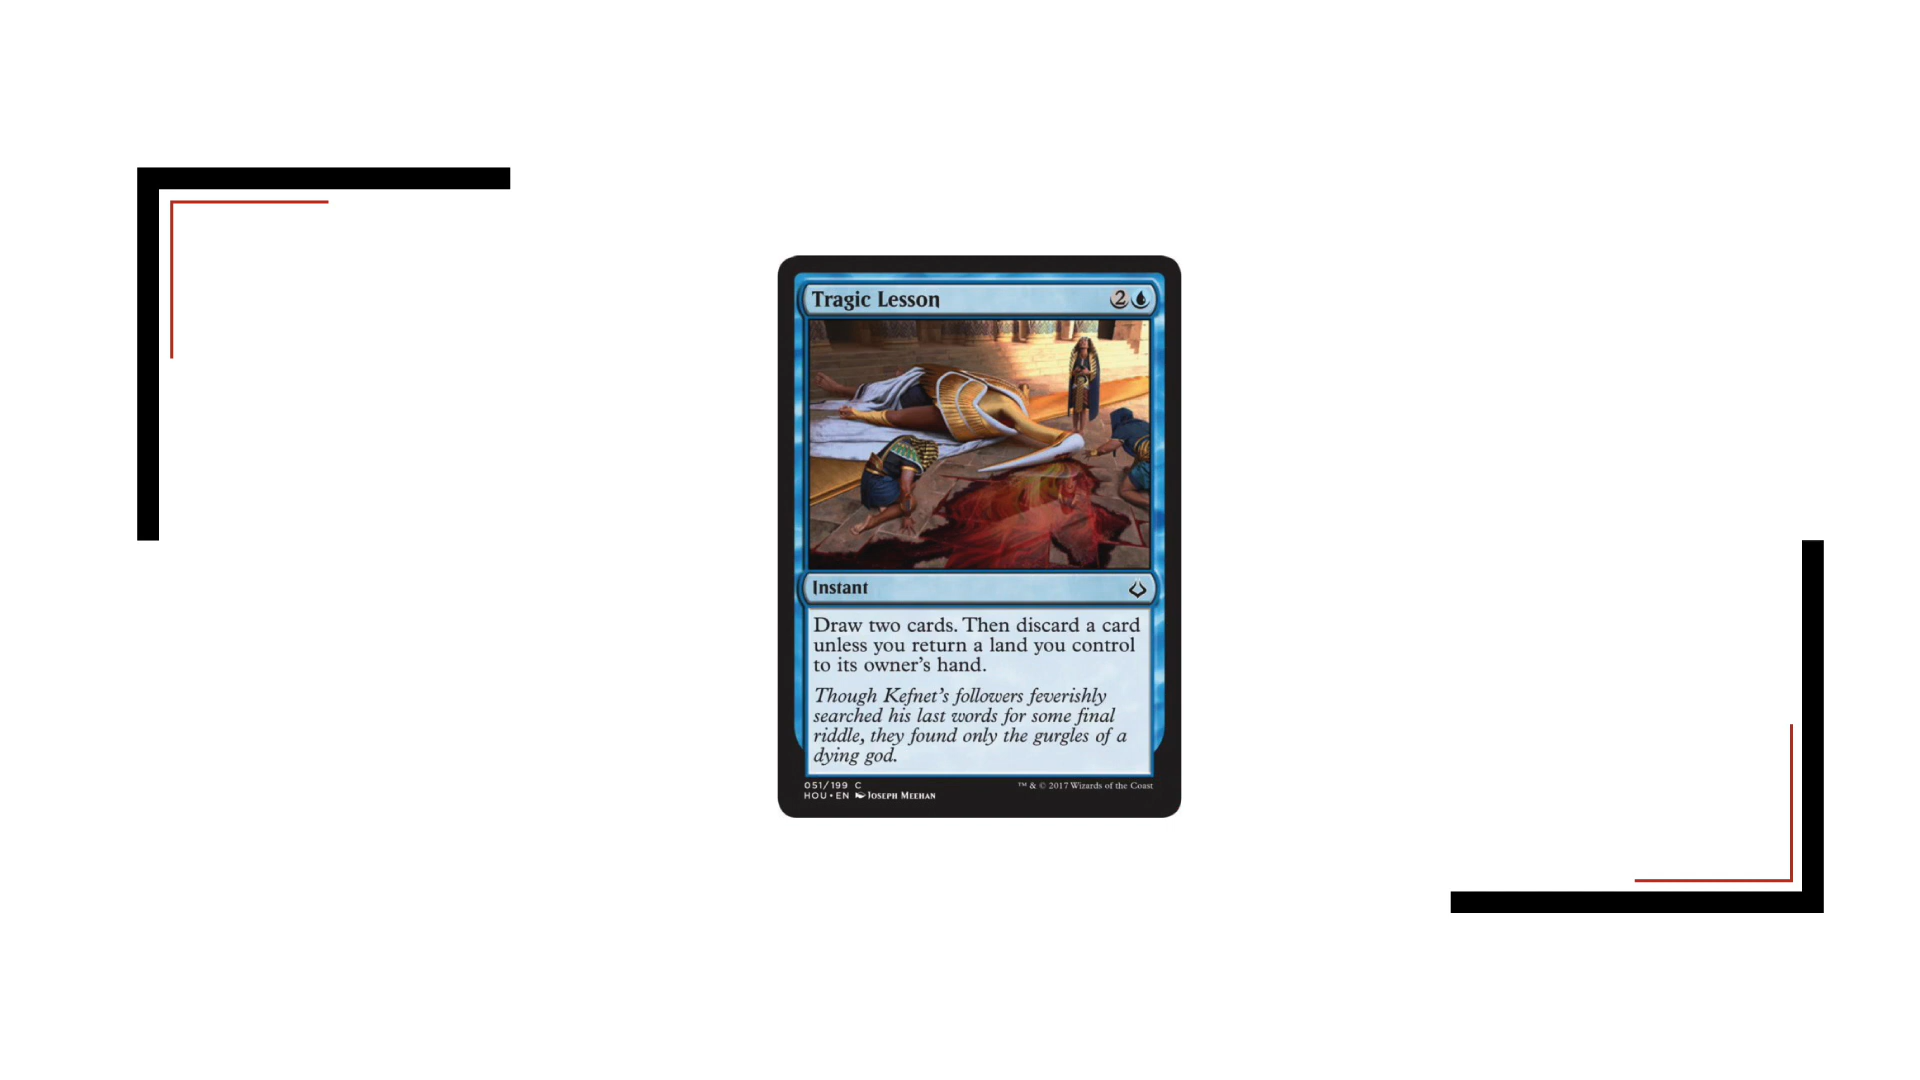 Tragic Lesson 2
Instant
Draw two cards. Then discard a card
unless you return a land you control
to its owner's hand.
Though Kefnet's followers feverishly
searched his last words for some final
riddle, they found only the gurgles of a
dying god.
051/199 C
HOU • EN Joseph Meehan
™ & © 2017 Wizards of the Coast